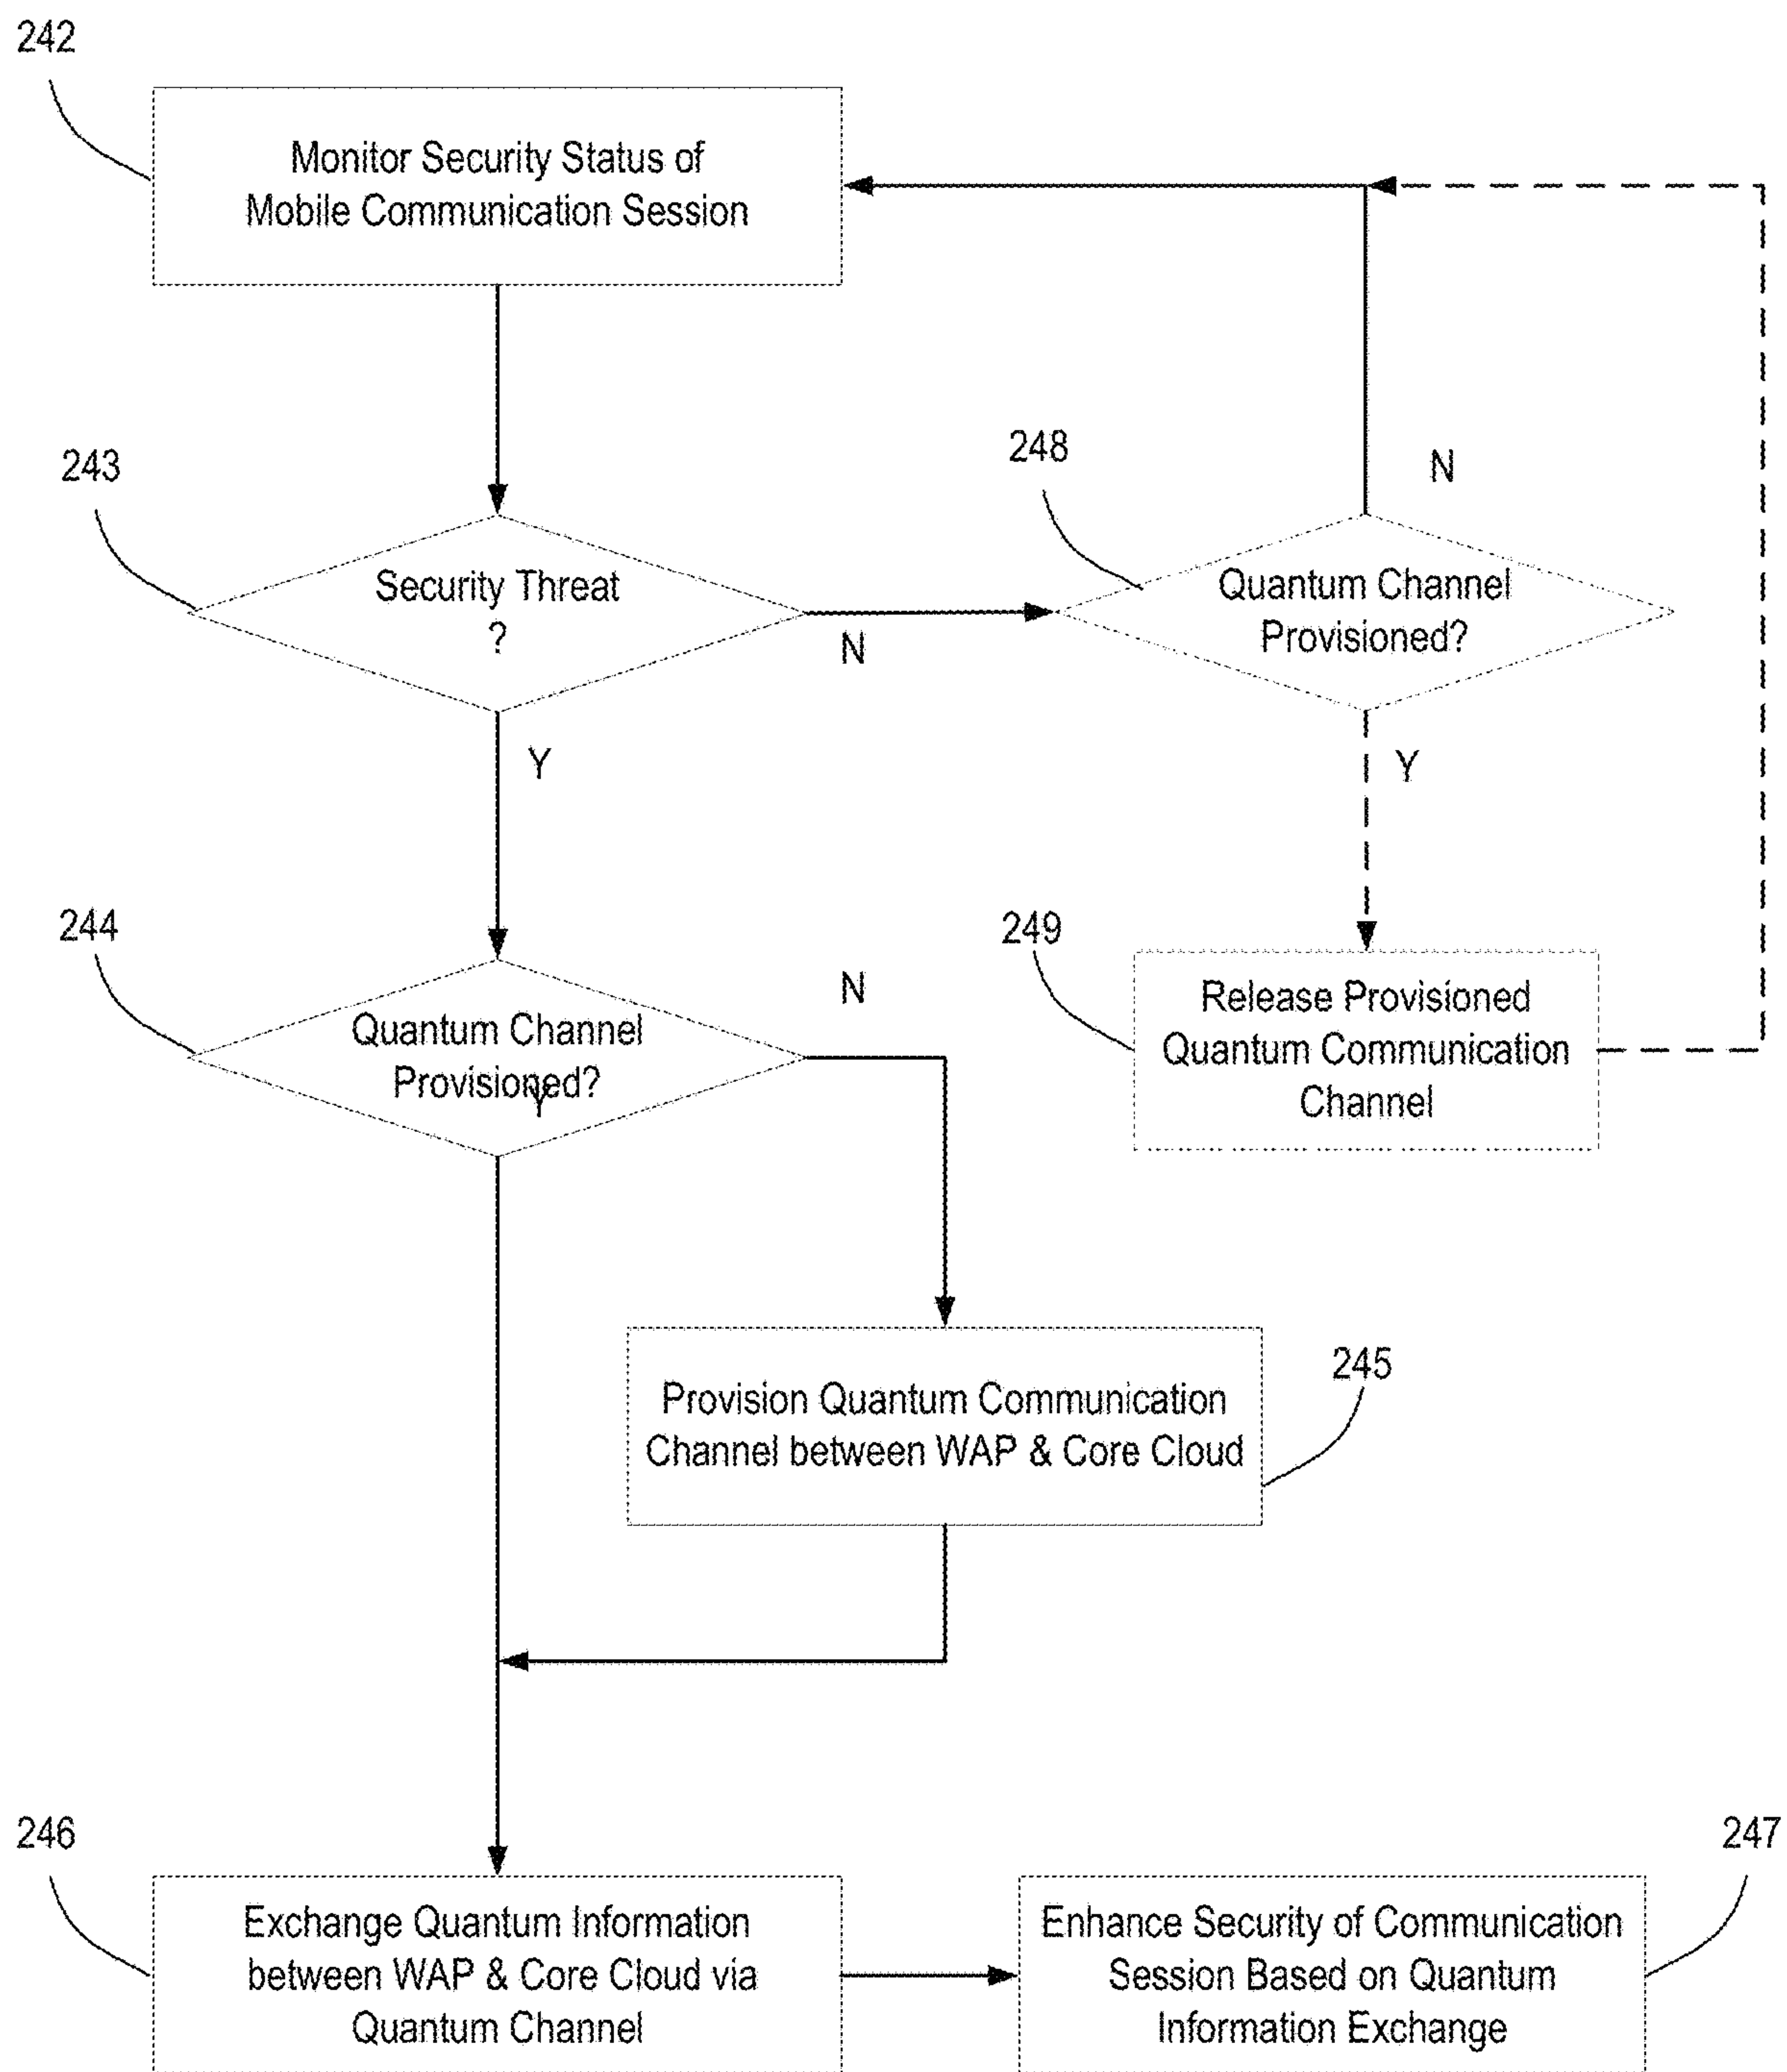 242
Monitor Security Status of
Mobile Communication Session
243
Security Threat
?
N
248
Quantum Channel
Provisioned?
N
Y
Y
244
Quantum Channel
Provisioned?
Y
N
249
Release Provisioned
Quantum Communication
Channel
245
Provision Quantum Communication
Channel between WAP & Core Cloud
246
Exchange Quantum Information
between WAP & Core Cloud via
Quantum Channel
247
Enhance Security of Communication
Session Based on Quantum
Information Exchange